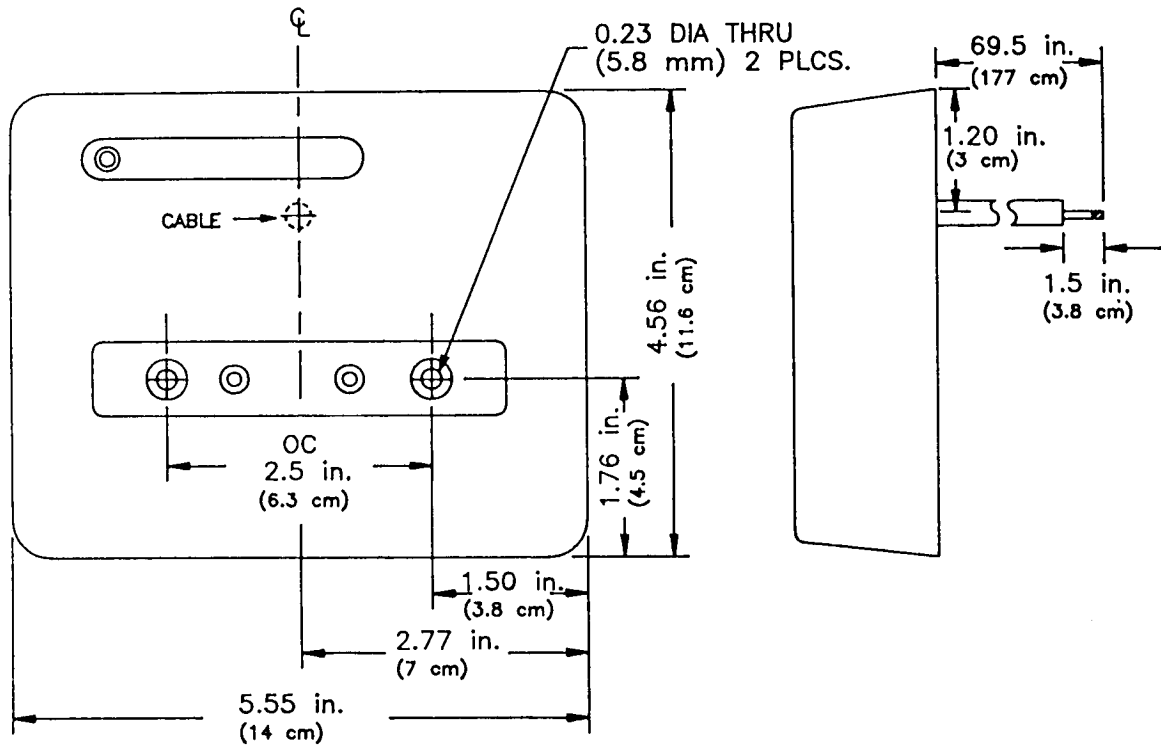 ℄
0.23 DIA THRU
(5.8 mm) 2 PLCS.
69.5 in.
(177 cm)
1.20 in.
(3 cm)
CABLE
1.5 in.
(3.8 cm)
4.56 in.
(11.6 cm)
OC
2.5 in.
(6.3 cm)
1.76 in.
(4.5 cm)
1.50 in.
(3.8 cm)
2.77 in.
(7 cm)
5.55 in.
(14 cm)